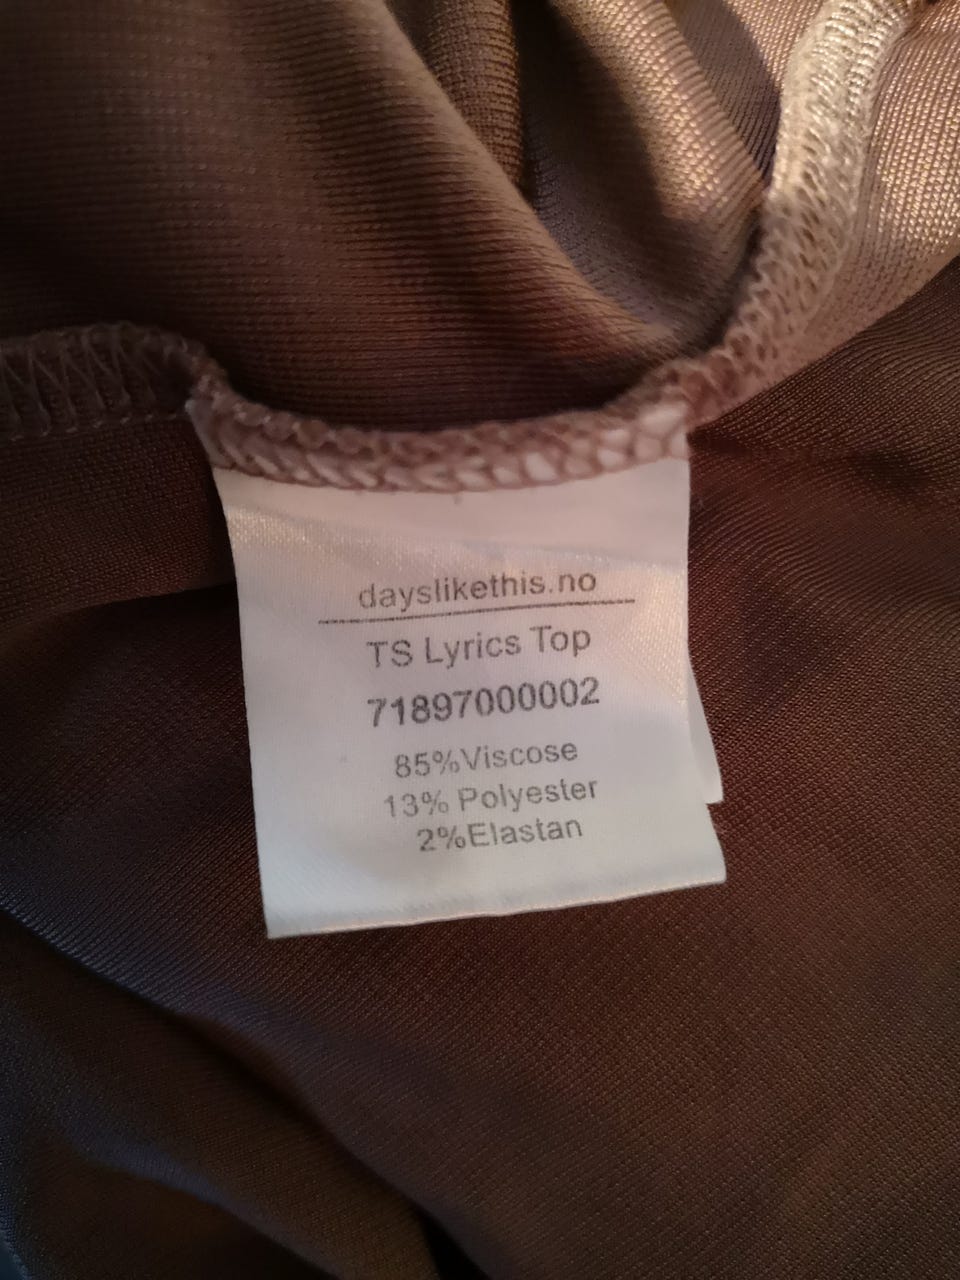 dayslikethis.no
TS Lyrics Top
71897000002
85%Viscose
13% Polyester
2%Elastan